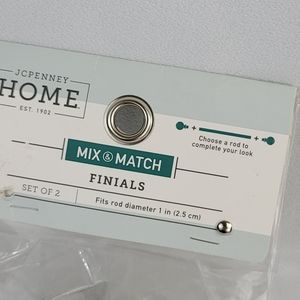 JCPENNEY
HOME
EST. 1902
Choose a rod to
complete your look
MIX & MATCH
FINIALS
SET OF 2
Fits rod diameter 1 in (2.5 cm)